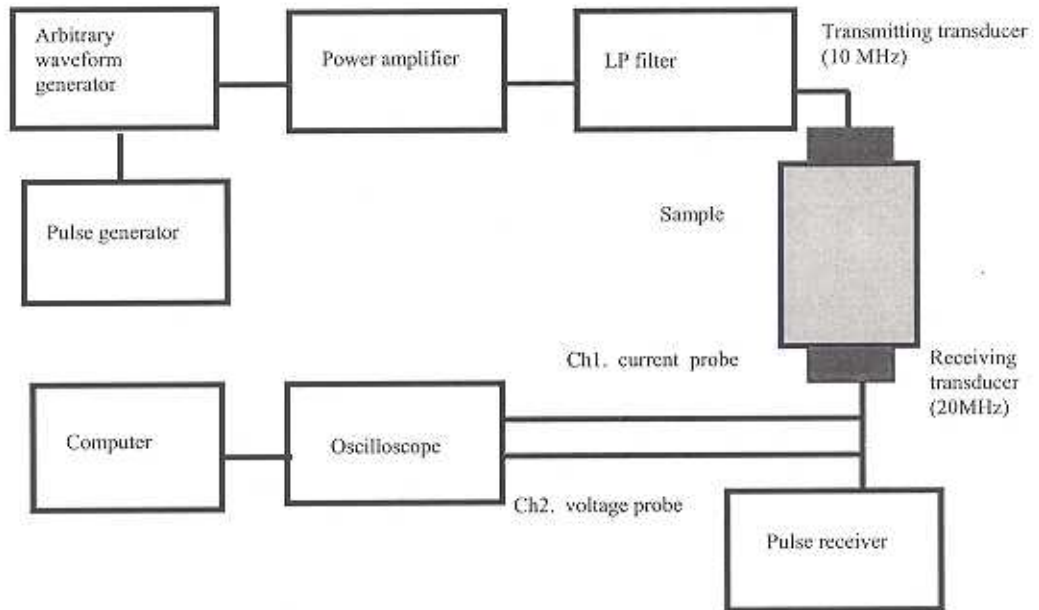 Arbitrary
waveform
generator
Power amplifier
LP filter
Transmitting transducer
(10 MHz)
Pulse generator
Sample
Ch1. current probe
Receiving
transducer
(20MHz)
Computer
Oscilloscope
Ch2. voltage probe
Pulse receiver